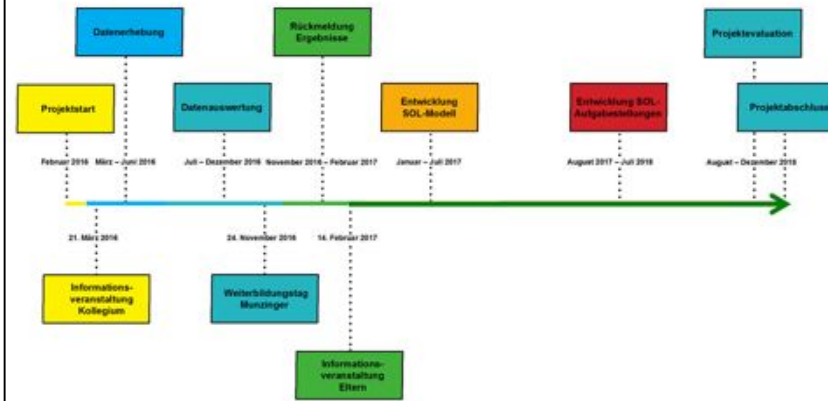 Datenerhebung
Rückmeldung
Ergebnisse
Projektevaluation
Projektstart
Datenauswertung
Entwicklung
SOL-Modell
Entwicklung SOL-
Aufgabestellungen
Projektabschluss
Februar 2016
März – Juni 2016
Juli – Dezember 2016
November 2016 – Februar 2017
Januar – Juli 2017
August 2017 – Juli 2018
August – Dezember 2018
21. März 2016
24. November 2016
14. Februar 2017
Informations-
veranstaltung
Kollegium
Weiterbildungstag
Munzinger
Informations-
veranstaltung
Eltern